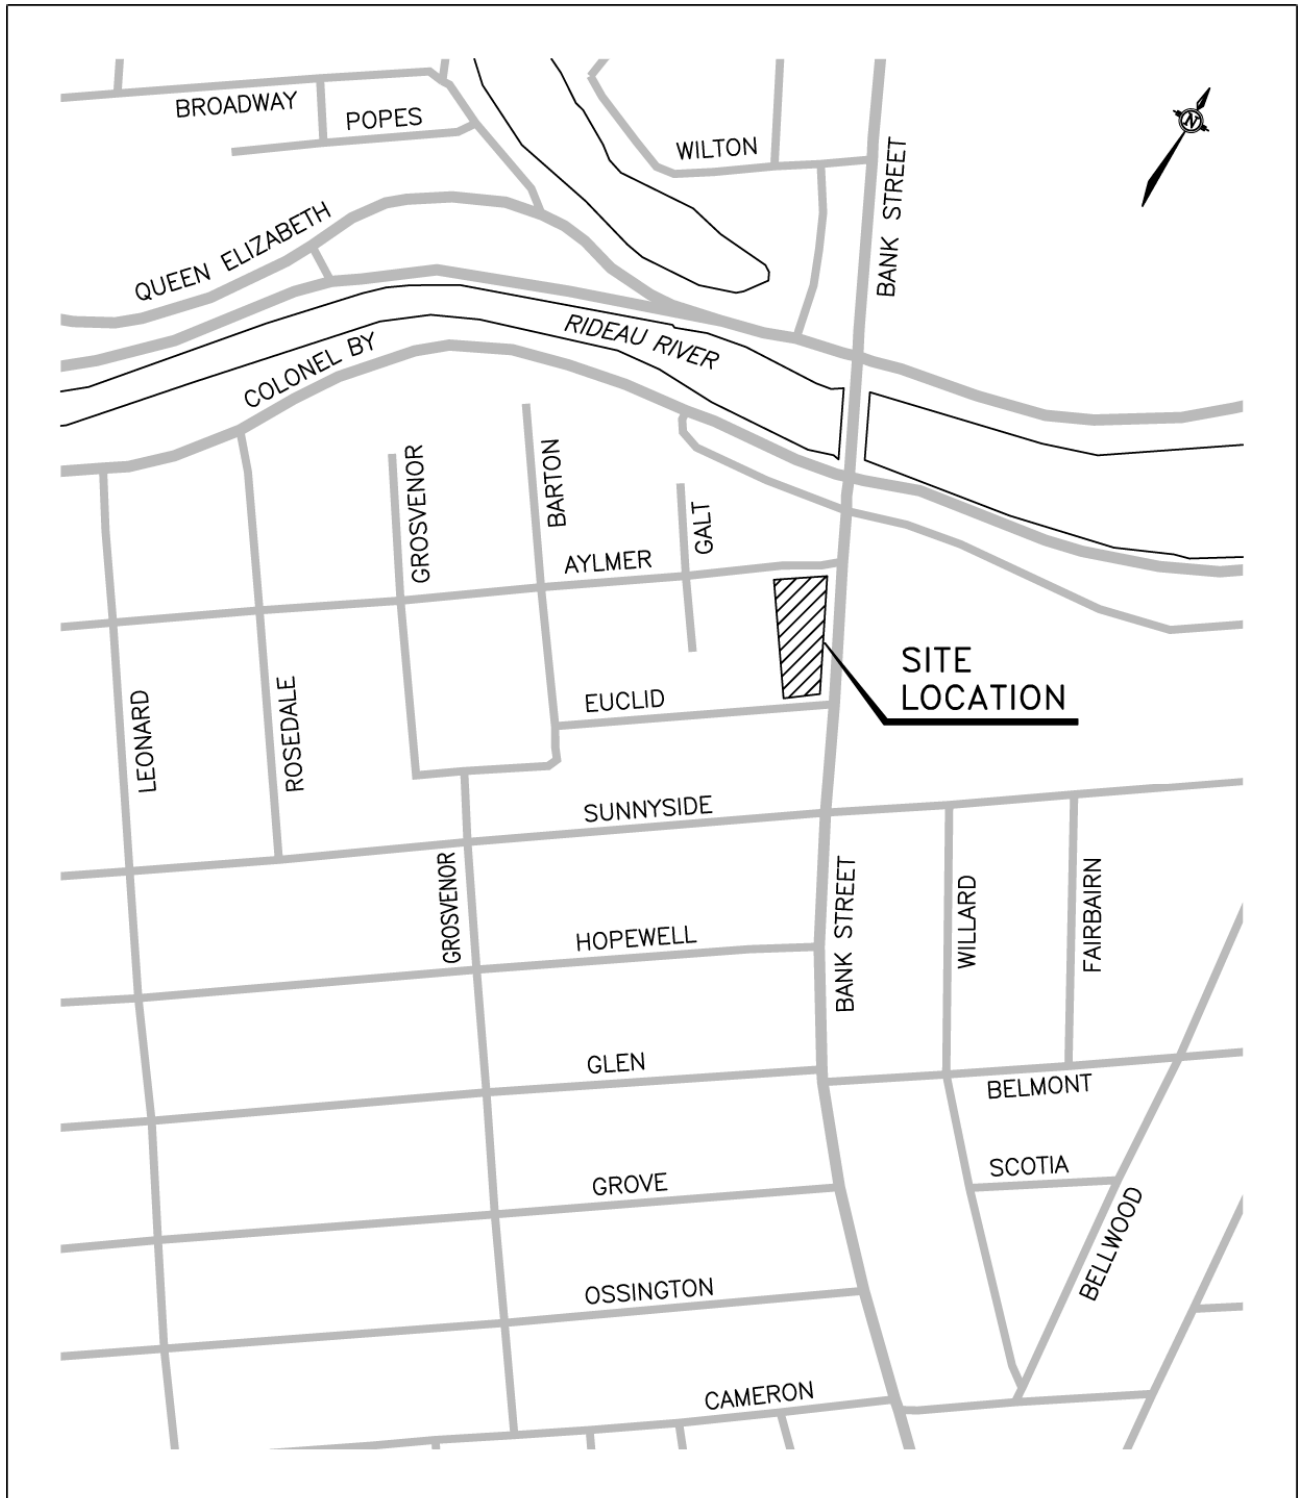 BROADWAY
POPES
WILTON
N
BANK STREET
QUEEN ELIZABETH
RIDEAU RIVER
COLONEL BY
GROSVENOR
BARTON
GALT
AYLMER
SITE
LOCATION
EUCLID
LEONARD
ROSEDALE
SUNNYSIDE
GROSVENOR
BANK STREET
WILLARD
FAIRBAIRN
HOPEWELL
GLEN
BELMONT
SCOTIA
GROVE
BELLWOOD
OSSINGTON
CAMERON